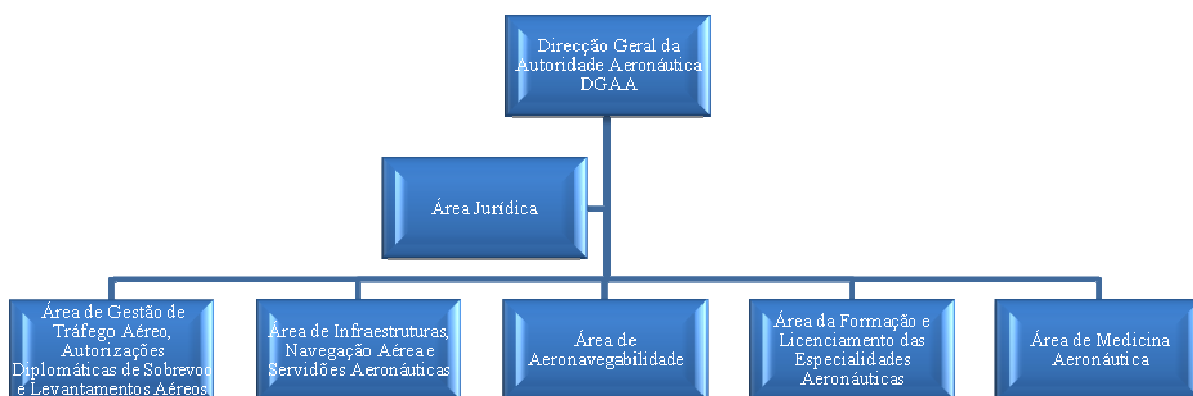 Direcção Geral da
Autoridade Aeronáutica
DGAA
Área Jurídica
Área de Gestão de
Tráfego Aéreo,
Autorizações
Diplomáticas de Sobrevoo
e Levantamentos Aéreos
Área de Infraestruturas,
Navegação Aérea e
Servidões Aeronáuticas
Área de
Aeronavegabilidade
Área da Formação e
Licenciamento das
Especialidades
Aeronáuticas
Área de Medicina
Aeronáutica